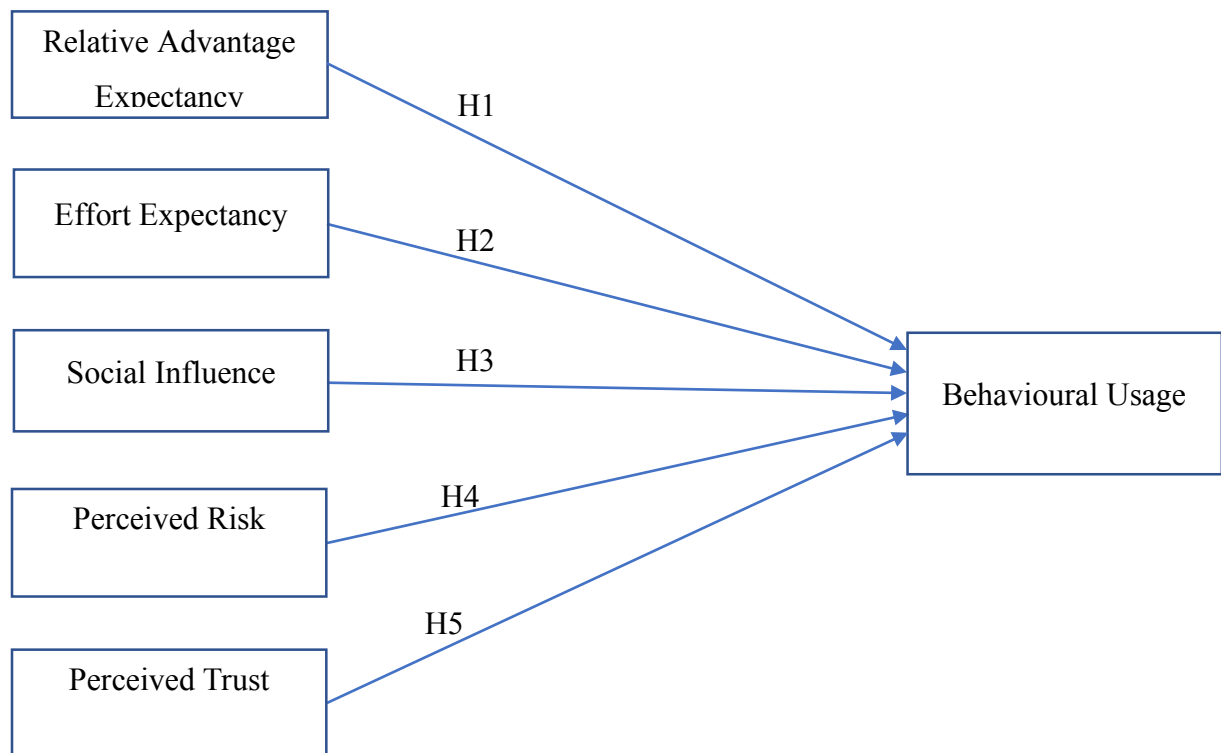 Relative Advantage
Expectancy
H1
Effort Expectancy
H2
Social Influence
H3
Behavioural Usage
Perceived Risk
H4
H5
Perceived Trust